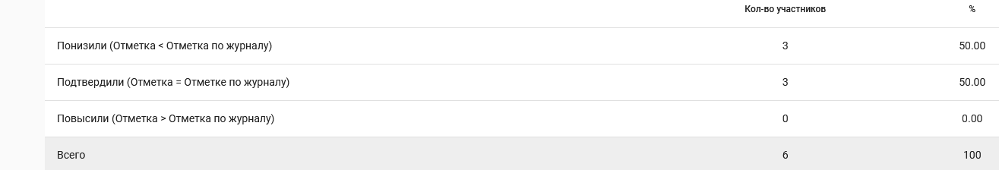 Кол-во участников %
Понизили (Отметка < Отметка по журналу) 3 50.00
Подтвердили (Отметка = Отметке по журналу) 3 50.00
Повысили (Отметка > Отметка по журналу) 0 0.00
Всего 6 100